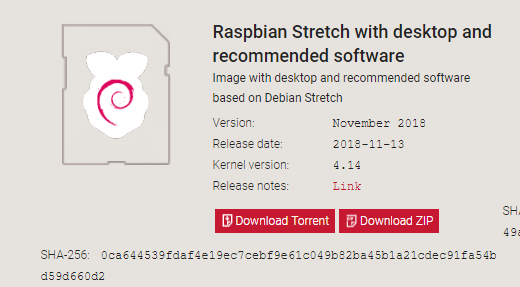 Raspbian Stretch with desktop and
recommended software
Image with desktop and recommended software
based on Debian Stretch
Version: November 2018
Release date: 2018-11-13
Kernel version: 4.14
Release notes: Link
Download Torrent Download ZIP
SHA-256: 0ca644539fdaf4e19ec7cebf9e61c049b82ba45b1a21cdec91fa54b
d59d660d2